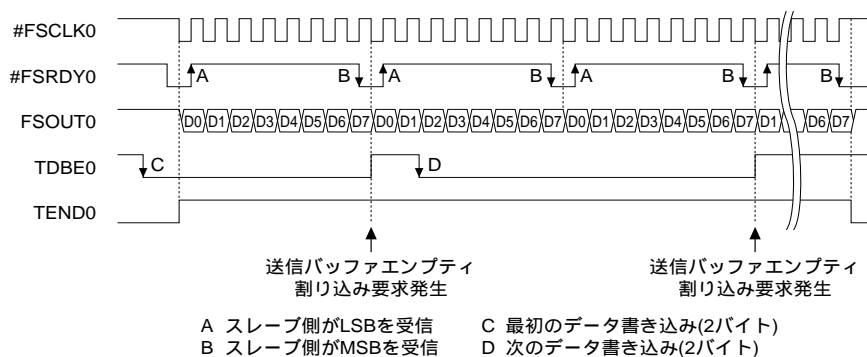 #FSCLK0
#FSRDY0 A B A B A B
FSOUT0 D0 D1 D2 D3 D4 D5 D6 D7 D0 D1 D2 D3 D4 D5 D6 D7 D0 D1 D2 D3 D4 D5 D6 D7 D1 D6 D7
TDBE0 C D
TEND0
送信バッファエンプティ 送信バッファエンプティ
割り込み要求発生 割り込み要求発生
A スレーブ側がLSBを受信 C 最初のデータ書き込み(2バイト)
B スレーブ側がMSBを受信 D 次のデータ書き込み(2バイト)